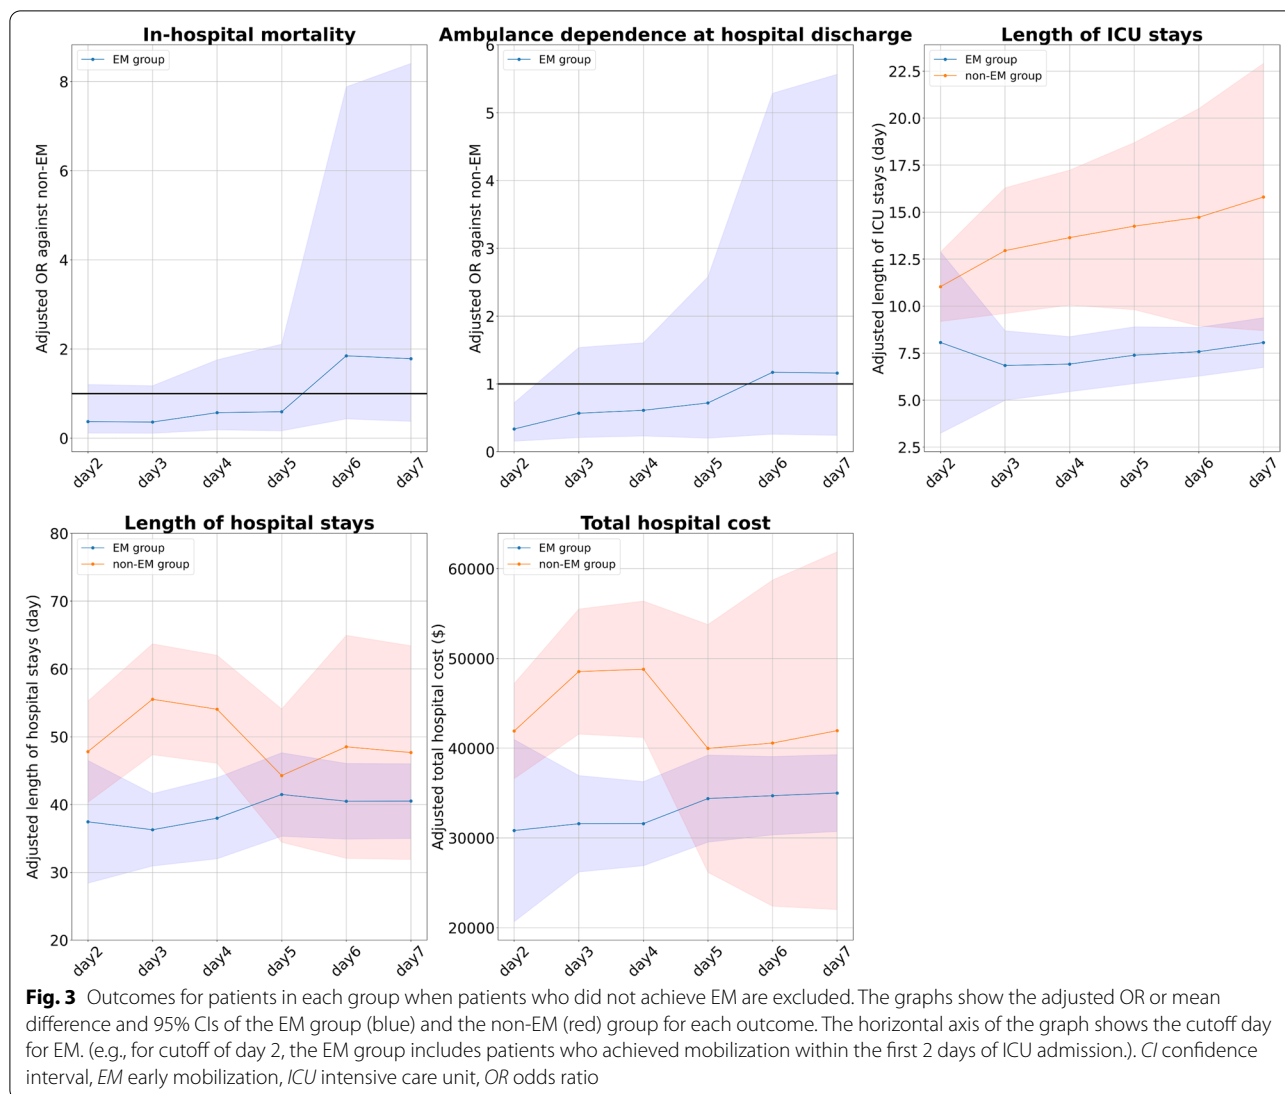 In-hospital mortality
EM group
Adjusted OR against non-EM
8
6
4
2
0
day2 day3 day4 day5 day6 day7
Ambulance dependence at hospital discharge
EM group
Adjusted OR against non-EM
6
5
4
3
2
1
0
day2 day3 day4 day5 day6 day7
Length of ICU stays
EM group
non-EM group
Adjusted length of ICU stays (day)
22.5
20.0
17.5
15.0
12.5
10.0
7.5
5.0
2.5
day2 day3 day4 day5 day6 day7
Length of hospital stays
EM group
non-EM group
Adjusted length of hospital stays (day)
80
70
60
50
40
30
20
day2 day3 day4 day5 day6 day7
Total hospital cost
EM group
non-EM group
Adjusted total hospital cost ($)
60000
50000
40000
30000
20000
day2 day3 day4 day5 day6 day7
Fig. 3 Outcomes for patients in each group when patients who did not achieve EM are excluded. The graphs show the adjusted OR or mean
difference and 95% CIs of the EM group (blue) and the non-EM (red) group for each outcome. The horizontal axis of the graph shows the cutoff day
for EM. (e.g., for cutoff of day 2, the EM group includes patients who achieved mobilization within the first 2 days of ICU admission.). CI confidence
interval, EM early mobilization, ICU intensive care unit, OR odds ratio